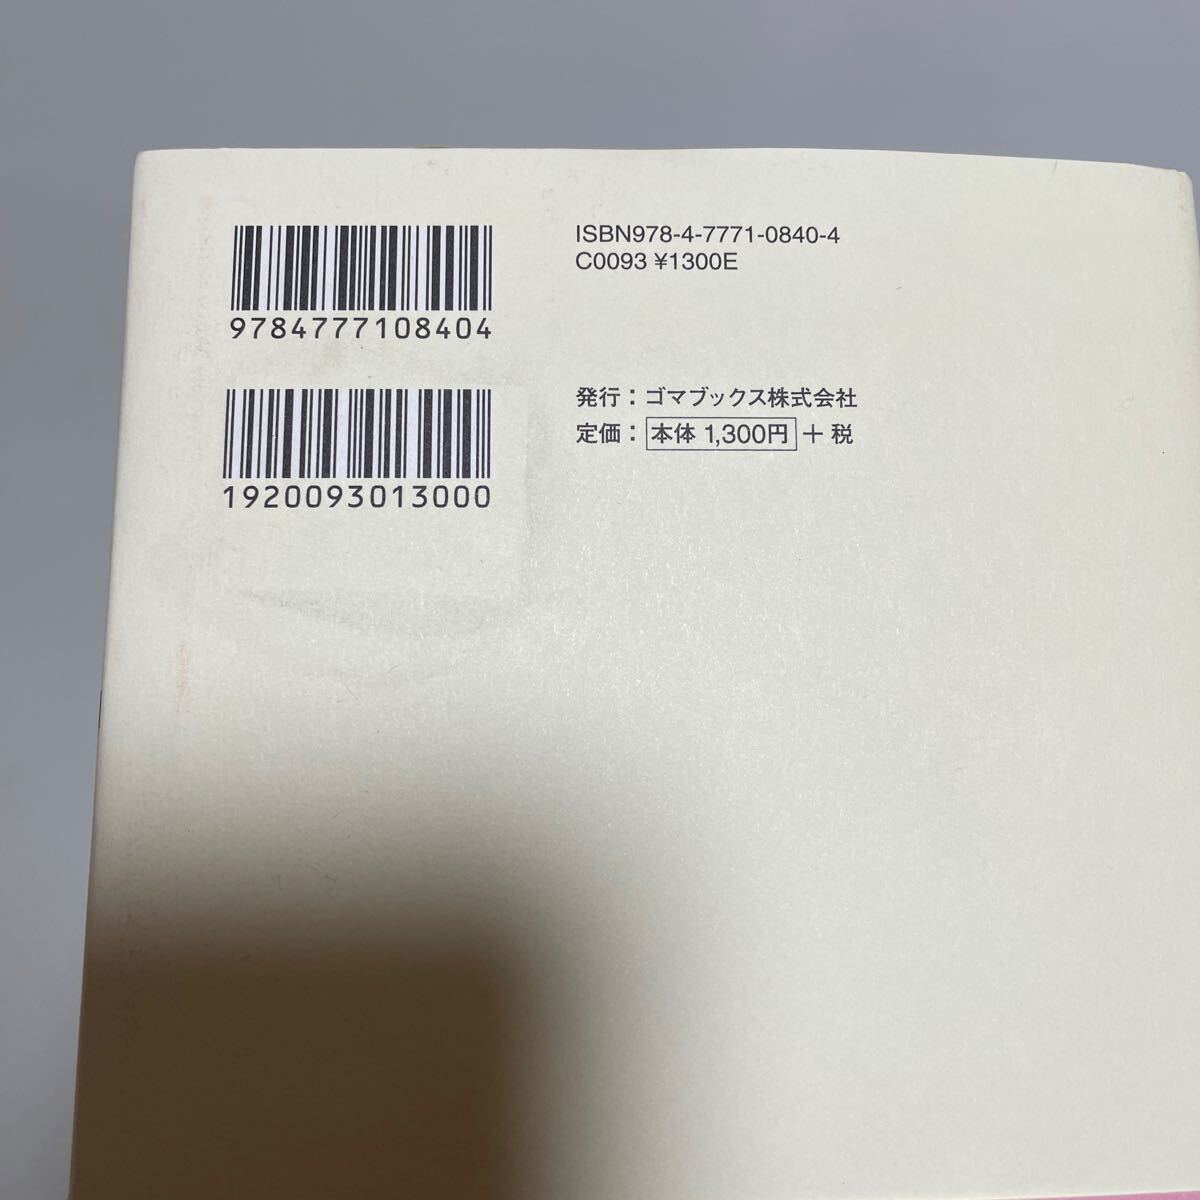 ISBN978-4-7771-0840-4
C0093 ¥1300E
9784777108404
発行：ゴマブックス株式会社
定価：本体 1,300円＋税
1920093013000